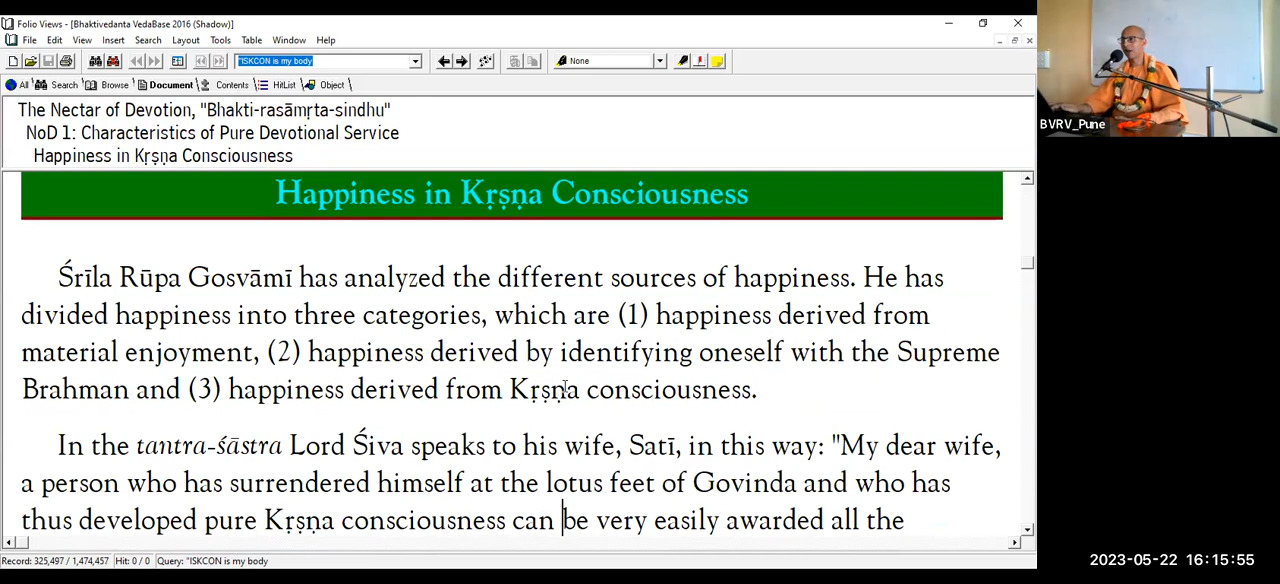 Folio Views - [Bhaktivedanta VedaBase 2016 (Shadow)]
File Edit View Insert Search Layout Tools Table Window Help
"ISKCON is my body
None
All Search Browse Document Contents HitList Object
The Nectar of Devotion, "Bhakti-rasāmṛta-sindhu"
NoD 1: Characteristics of Pure Devotional Service
Happiness in Kṛṣṇa Consciousness
Happiness in Kṛṣṇa Consciousness
Śrīla Rūpa Gosvāmī has analyzed the different sources of happiness. He has
divided happiness into three categories, which are (1) happiness derived from
material enjoyment, (2) happiness derived by identifying oneself with the Supreme
Brahman and (3) happiness derived from Kṛṣṇa consciousness.
In the tantra-śāstra Lord Śiva speaks to his wife, Satī, in this way: "My dear wife,
a person who has surrendered himself at the lotus feet of Govinda and who has
thus developed pure Kṛṣṇa consciousness can be very easily awarded all the
Record: 325,497 / 1,474,457 Hit: 0 / 0 Query: "ISKCON is my body
BVRV_Pune
2023-05-22 16:15:55